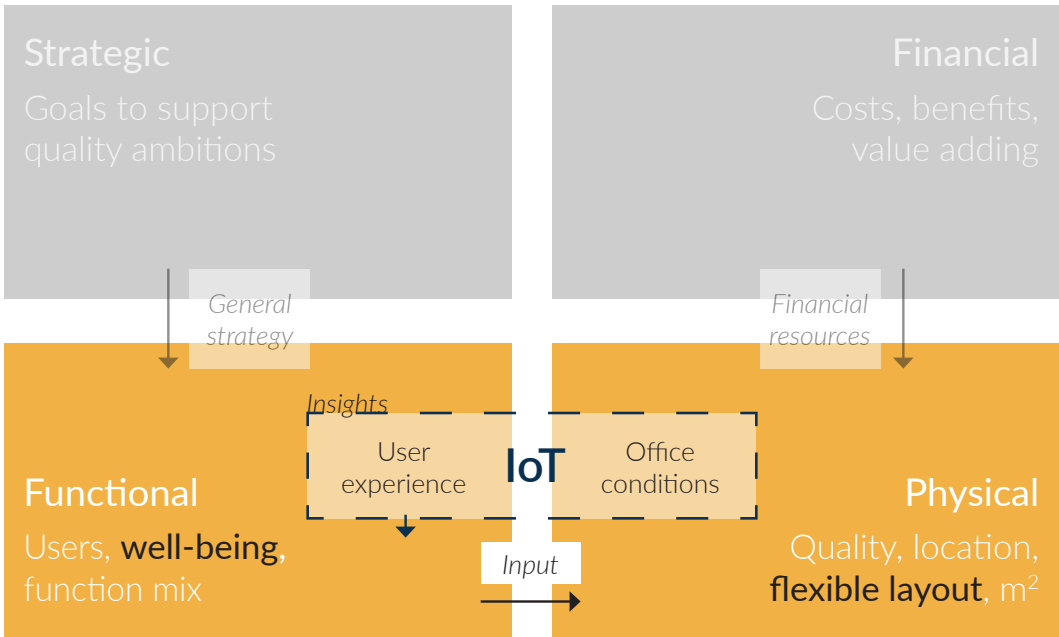 Strategic
Goals to support
quality ambitions
Financial
Costs, benefits,
value adding
General
strategy
Financial
resources
Insights
User
experience
IoT
Office
conditions
Functional
Users, well-being,
function mix
Physical
Quality, location,
flexible layout, m²
Input